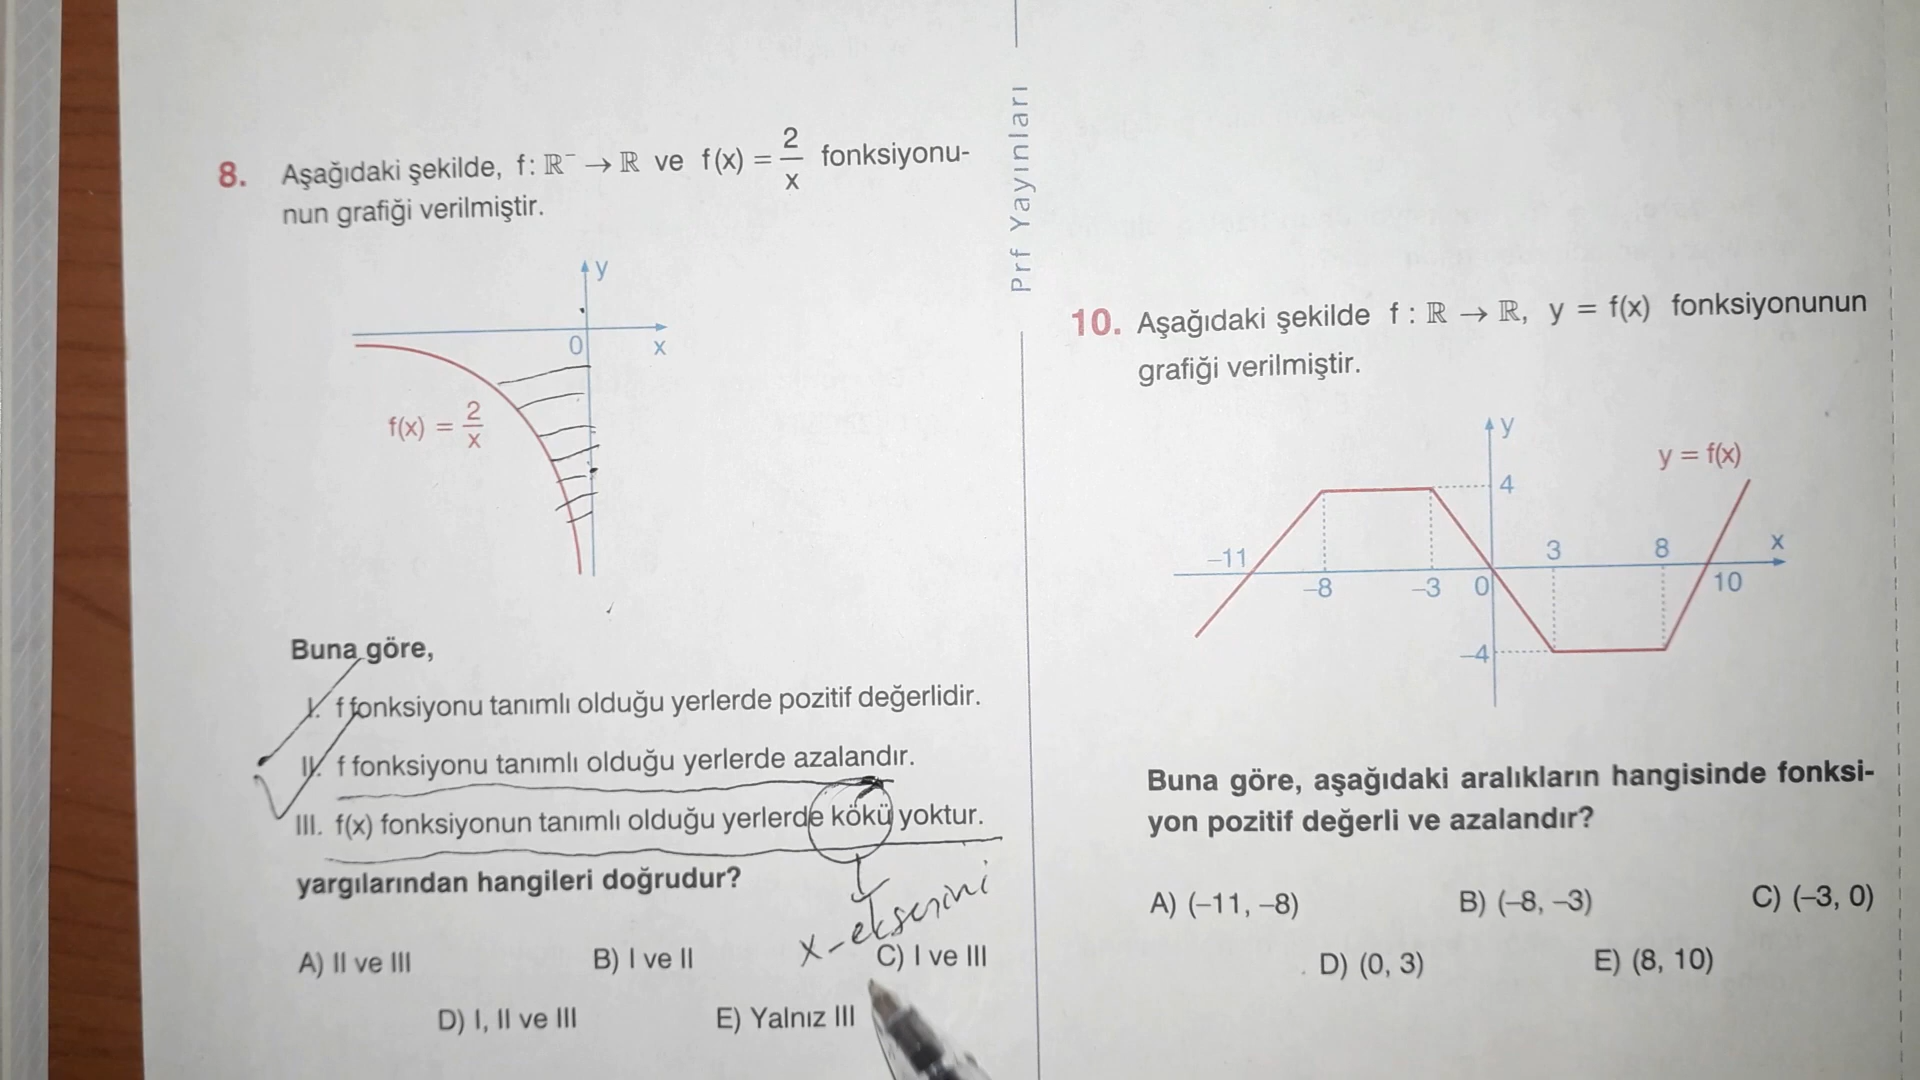 8. Aşağıdaki şekilde, f: ℝ⁻ → ℝ ve f(x) = 2/x fonksiyonu-
nun grafiği verilmiştir.
y
0
x
f(x) = 2/x
Buna göre,
I. f fonksiyonu tanımlı olduğu yerlerde pozitif değerlidir.
II. f fonksiyonu tanımlı olduğu yerlerde azalandır.
III. f(x) fonksiyonun tanımlı olduğu yerlerde kökü yoktur.
yargılarından hangileri doğrudur?
x-eksenini
A) II ve III B) I ve II C) I ve III
D) I, II ve III E) Yalnız III
Prf Yayınları
10. Aşağıdaki şekilde f : ℝ → ℝ, y = f(x) fonksiyonunun
grafiği verilmiştir.
y
y = f(x)
4
-11 3 8 x
-8 -3 0 10
-4
Buna göre, aşağıdaki aralıkların hangisinde fonksi-
yon pozitif değerli ve azalandır?
A) (-11, -8) B) (-8, -3) C) (-3, 0)
D) (0, 3) E) (8, 10)